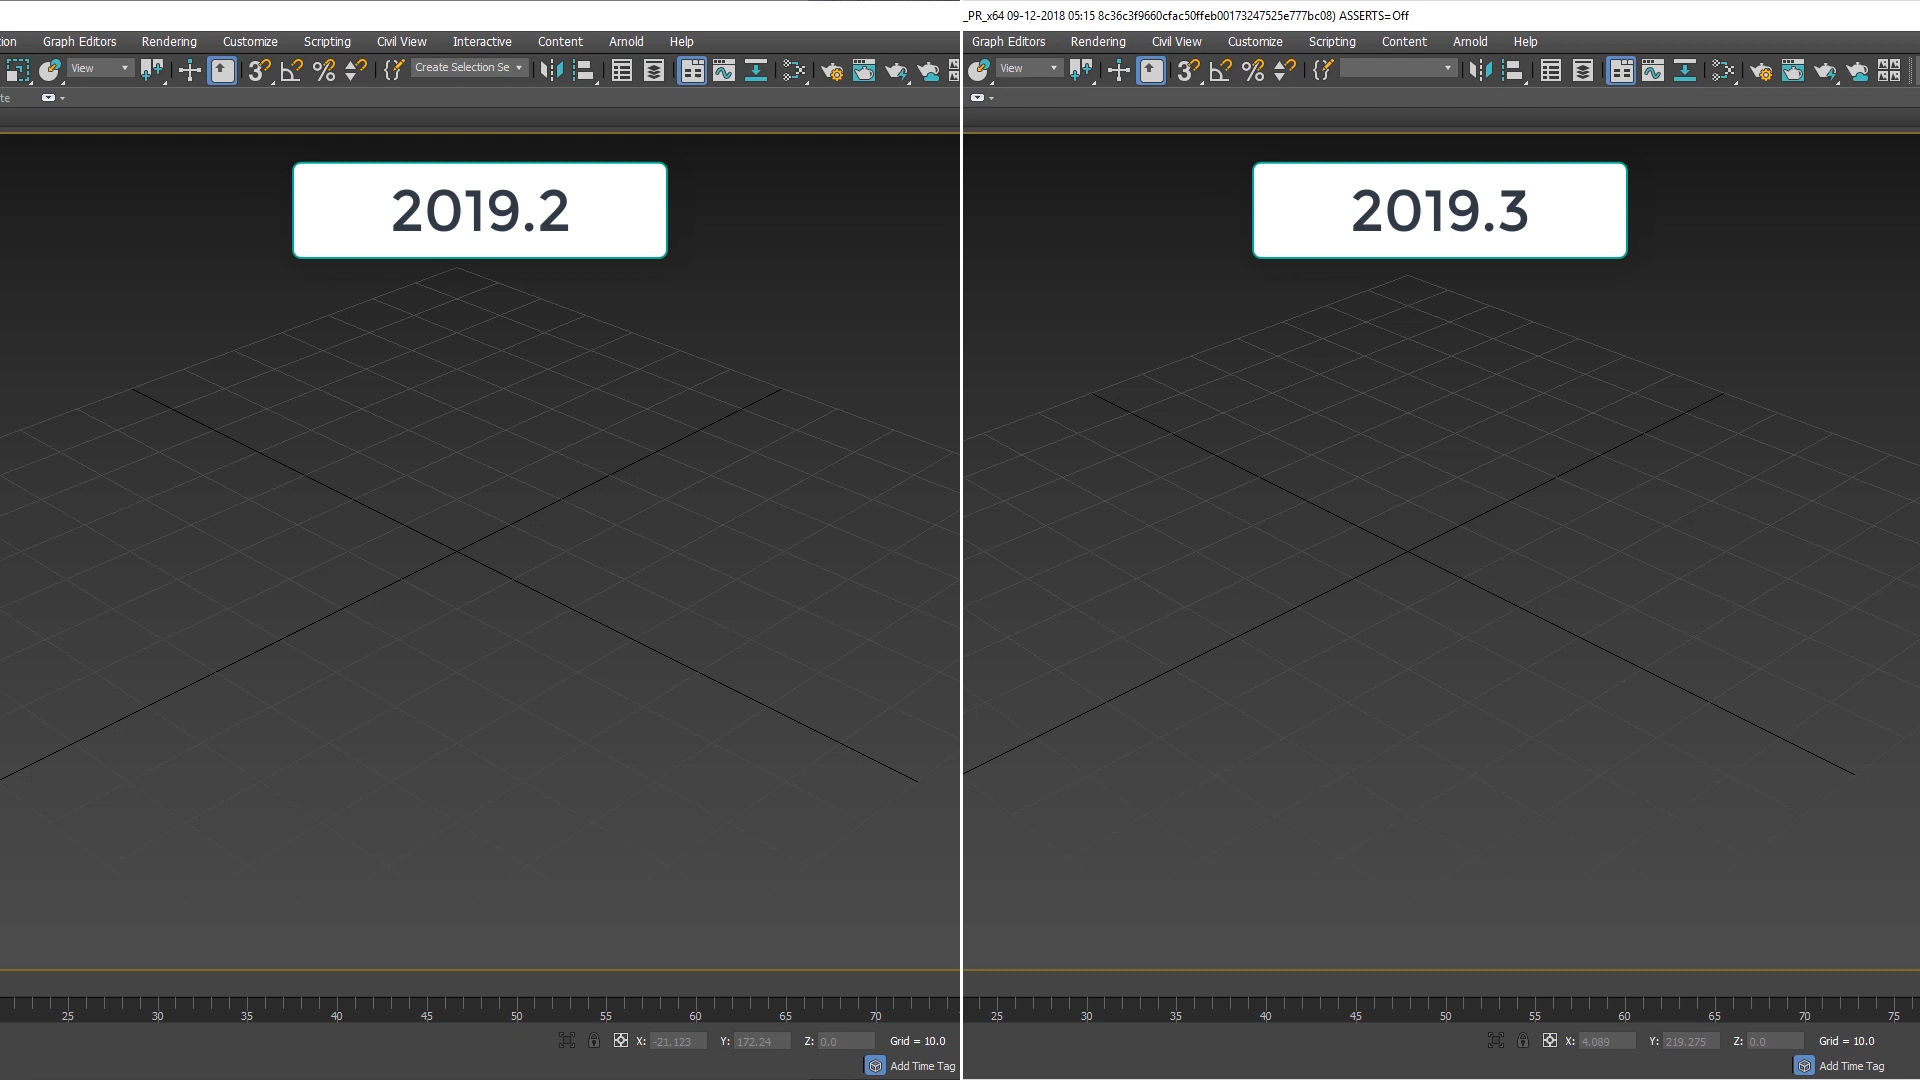 _PR_x64 09-12-2018 05:15 8c36c3f9660cfac50ffeb00173247525e777bc08) ASSERTS=Off
ion Graph Editors Rendering Customize Scripting Civil View Interactive Content Arnold Help
Graph Editors Rendering Civil View Customize Scripting Content Arnold Help
View Create Selection Se
View
te
2019.2
2019.3
25 30 35 40 45 50 55 60 65 70
25 30 35 40 45 50 55 60 65 70 75
X: -21.123 Y: 172.24 Z: 0.0 Grid = 10.0
X: 4.089 Y: 219.275 Z: 0.0 Grid = 10.0
Add Time Tag
Add Time Tag